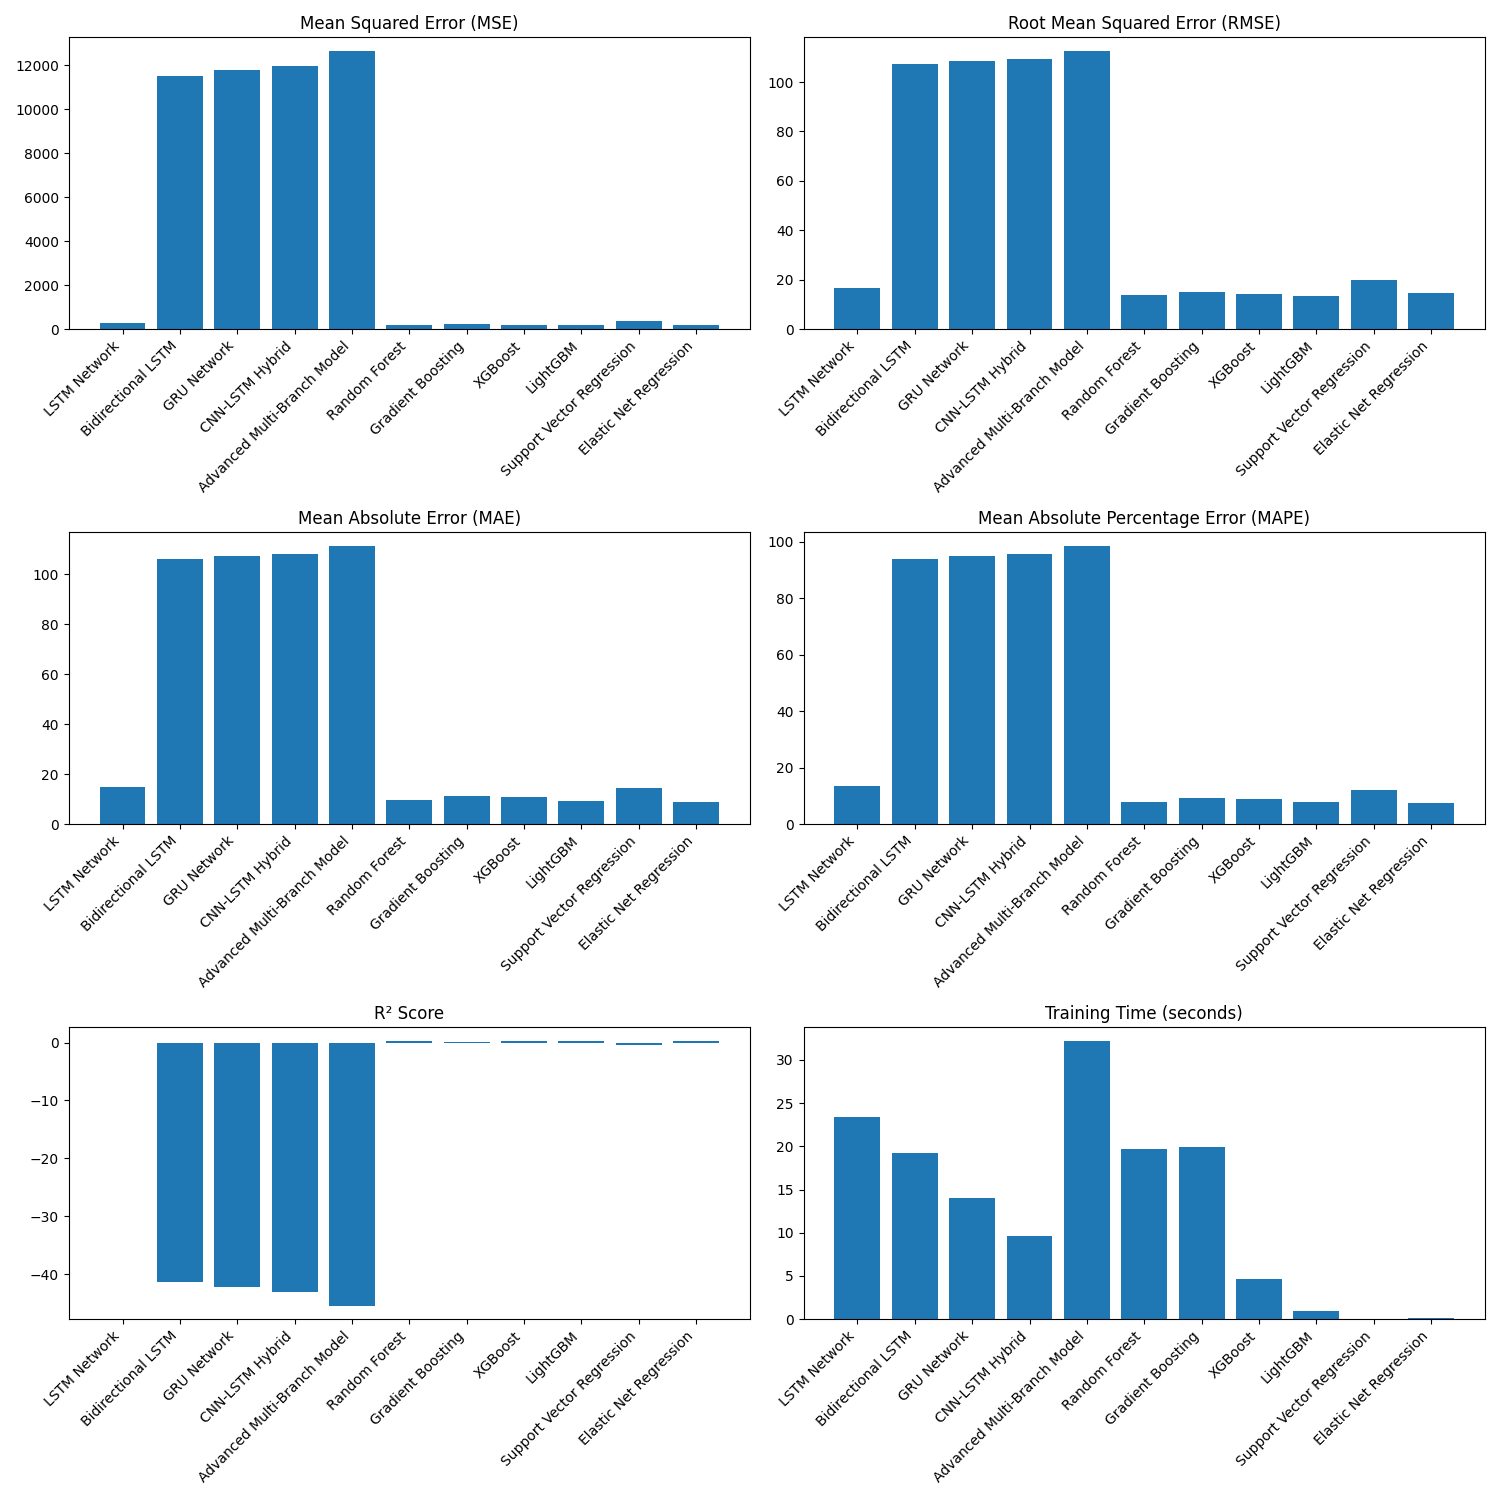 Mean Squared Error (MSE)
12000
10000
8000
6000
4000
2000
0
LSTM Network
Bidirectional LSTM
GRU Network
CNN-LSTM Hybrid
Advanced Multi-Branch Model
Random Forest
Gradient Boosting
XGBoost
LightGBM
Support Vector Regression
Elastic Net Regression
Root Mean Squared Error (RMSE)
100
80
60
40
20
0
LSTM Network
Bidirectional LSTM
GRU Network
CNN-LSTM Hybrid
Advanced Multi-Branch Model
Random Forest
Gradient Boosting
XGBoost
LightGBM
Support Vector Regression
Elastic Net Regression
Mean Absolute Error (MAE)
100
80
60
40
20
0
LSTM Network
Bidirectional LSTM
GRU Network
CNN-LSTM Hybrid
Advanced Multi-Branch Model
Random Forest
Gradient Boosting
XGBoost
LightGBM
Support Vector Regression
Elastic Net Regression
Mean Absolute Percentage Error (MAPE)
100
80
60
40
20
0
LSTM Network
Bidirectional LSTM
GRU Network
CNN-LSTM Hybrid
Advanced Multi-Branch Model
Random Forest
Gradient Boosting
XGBoost
LightGBM
Support Vector Regression
Elastic Net Regression
R² Score
0
−10
−20
−30
−40
LSTM Network
Bidirectional LSTM
GRU Network
CNN-LSTM Hybrid
Advanced Multi-Branch Model
Random Forest
Gradient Boosting
XGBoost
LightGBM
Support Vector Regression
Elastic Net Regression
Training Time (seconds)
30
25
20
15
10
5
0
LSTM Network
Bidirectional LSTM
GRU Network
CNN-LSTM Hybrid
Advanced Multi-Branch Model
Random Forest
Gradient Boosting
XGBoost
LightGBM
Support Vector Regression
Elastic Net Regression